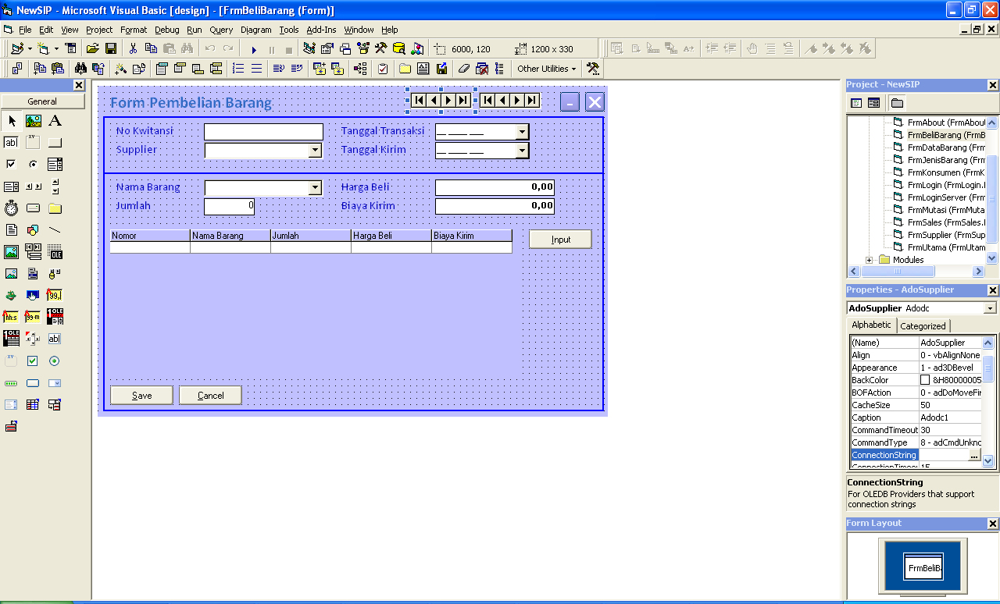 NewSIP - Microsoft Visual Basic [design] - [FrmBeliBarang (Form)]
File Edit View Project Format Debug Run Query Diagram Tools Add-Ins Window Help
6000, 120 1200 x 330
Other Utilities
General
Form Pembelian Barang
No Kwitansi
Tanggal Transaksi
Supplier
Tanggal Kirim
Nama Barang
Harga Beli 0,00
Jumlah 0
Biaya Kirim 0,00
Nomor Nama Barang Jumlah Harga Beli Biaya Kirim
Input
Save Cancel
Project - NewSIP
FrmAbout (FrmAbout
FrmBeliBarang (FrmB
FrmDataBarang (Frm
FrmJenisBarang (Frm
FrmKonsumen (FrmK
FrmLogin (FrmLogin.
FrmLoginServer (Frm
FrmMutasi (FrmMuta
FrmSales (FrmSales.
FrmSupplier (FrmSup
FrmUtama (FrmUtam
Modules
Properties - AdoSupplier
AdoSupplier Adodc
Alphabetic Categorized
(Name) AdoSupplier
Align 0 - vbAlignNone
Appearance 1 - ad3DBevel
BackColor &H80000005
BOFAction 0 - adDoMoveFir
CacheSize 50
Caption Adodc1
CommandTimeout 30
CommandType 8 - adCmdUnkno
ConnectionString ...
ConnectionTimeou 15
ConnectionString
For OLEDB Providers that support
connection strings
Form Layout
FrmBeliB